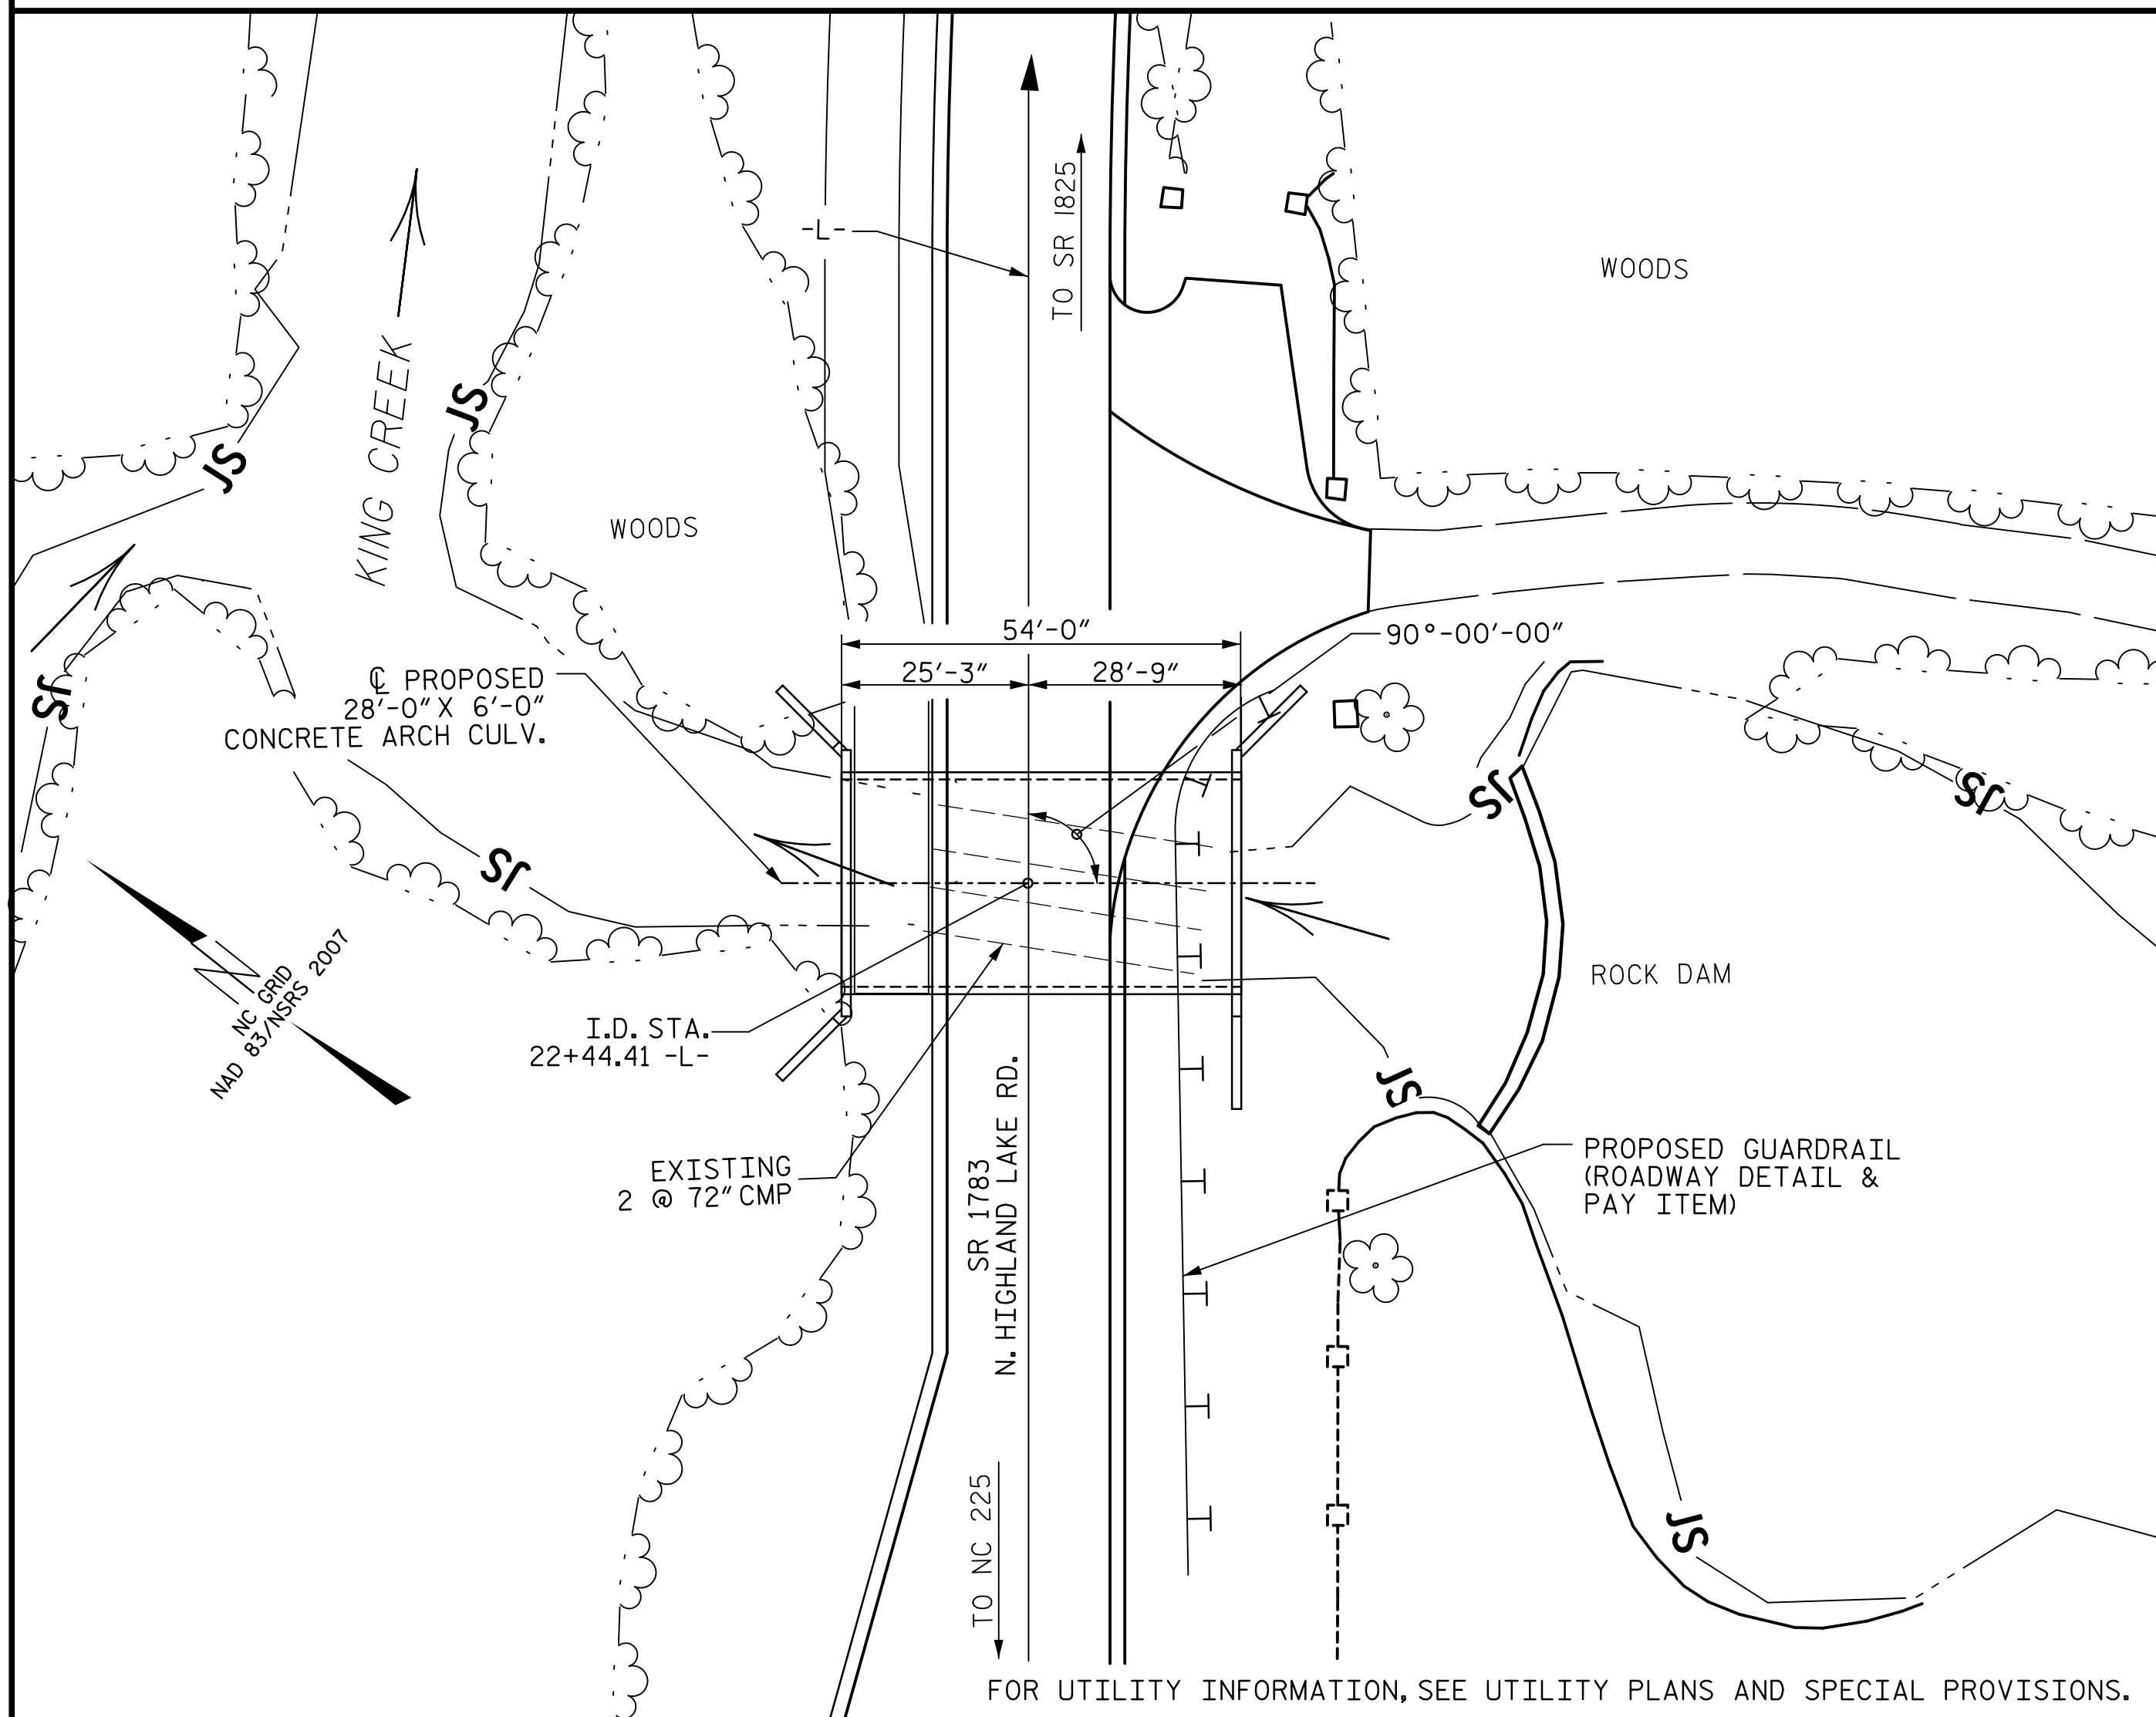 TO SR 1825
-L-
WOODS
KING CREEK
JS
JS
WOODS
54'-0"
90°-00'-00"
25'-3"
28'-9"
℄ PROPOSED
28'-0" X 6'-0"
CONCRETE ARCH CULV.
JS
JS
JS
JS
NC GRID
NAD 83/NSRS 2007
ROCK DAM
I.D. STA.
22+44.41 -L-
JS
EXISTING
2 @ 72" CMP
SR 1783
N. HIGHLAND LAKE RD.
PROPOSED GUARDRAIL
(ROADWAY DETAIL &
PAY ITEM)
JS
TO NC 225
FOR UTILITY INFORMATION, SEE UTILITY PLANS AND SPECIAL PROVISIONS.